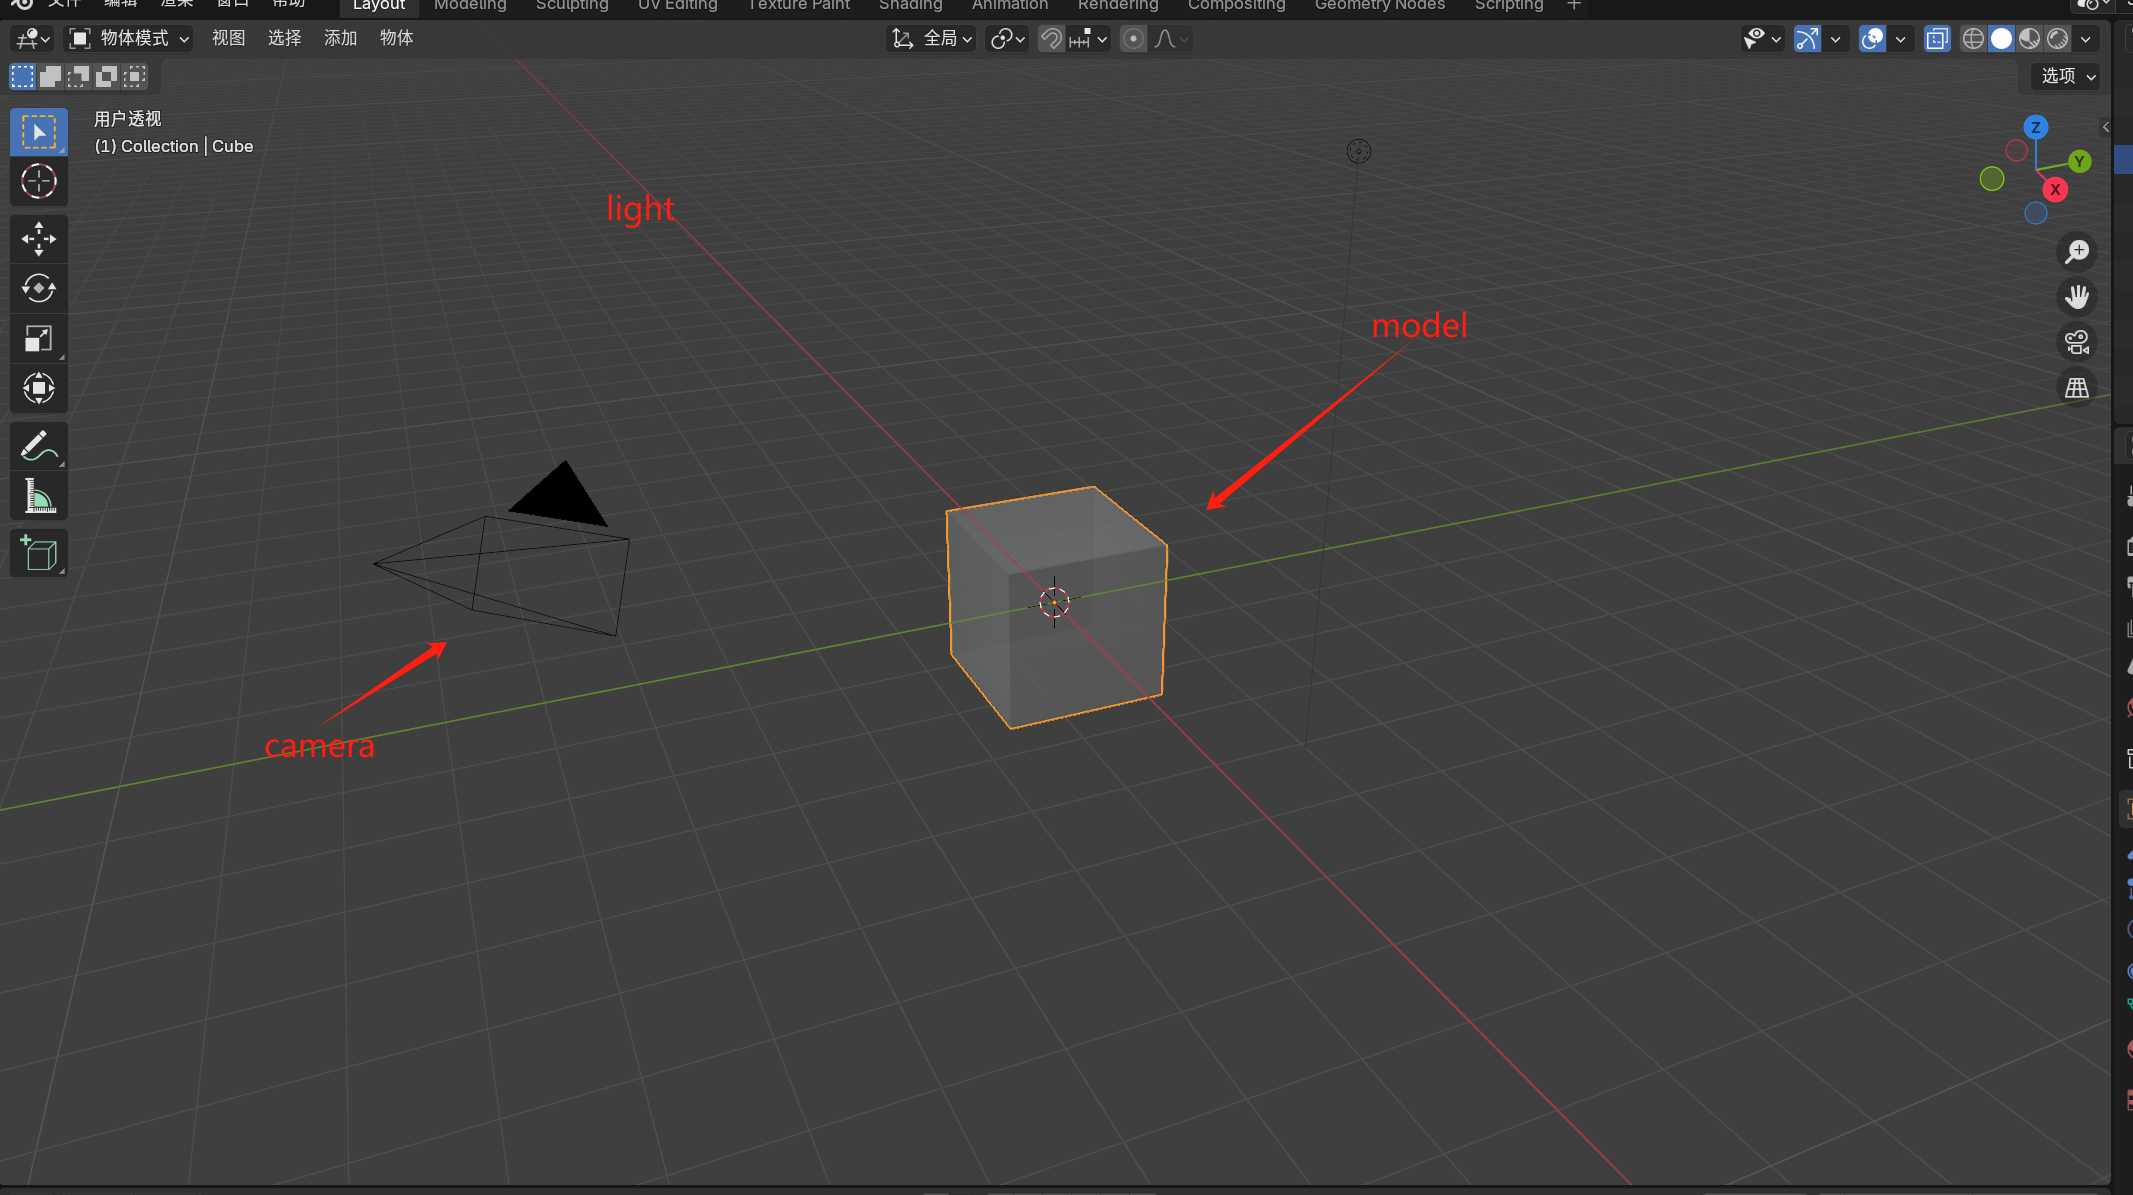 文件 编辑 渲染 窗口 帮助 Layout Modeling Sculpting UV Editing Texture Paint Shading Animation Rendering Compositing Geometry Nodes Scripting
物体模式 视图 选择 添加 物体 全局
选项
用户透视
(1) Collection | Cube
Z
Y
X
light
model
camera